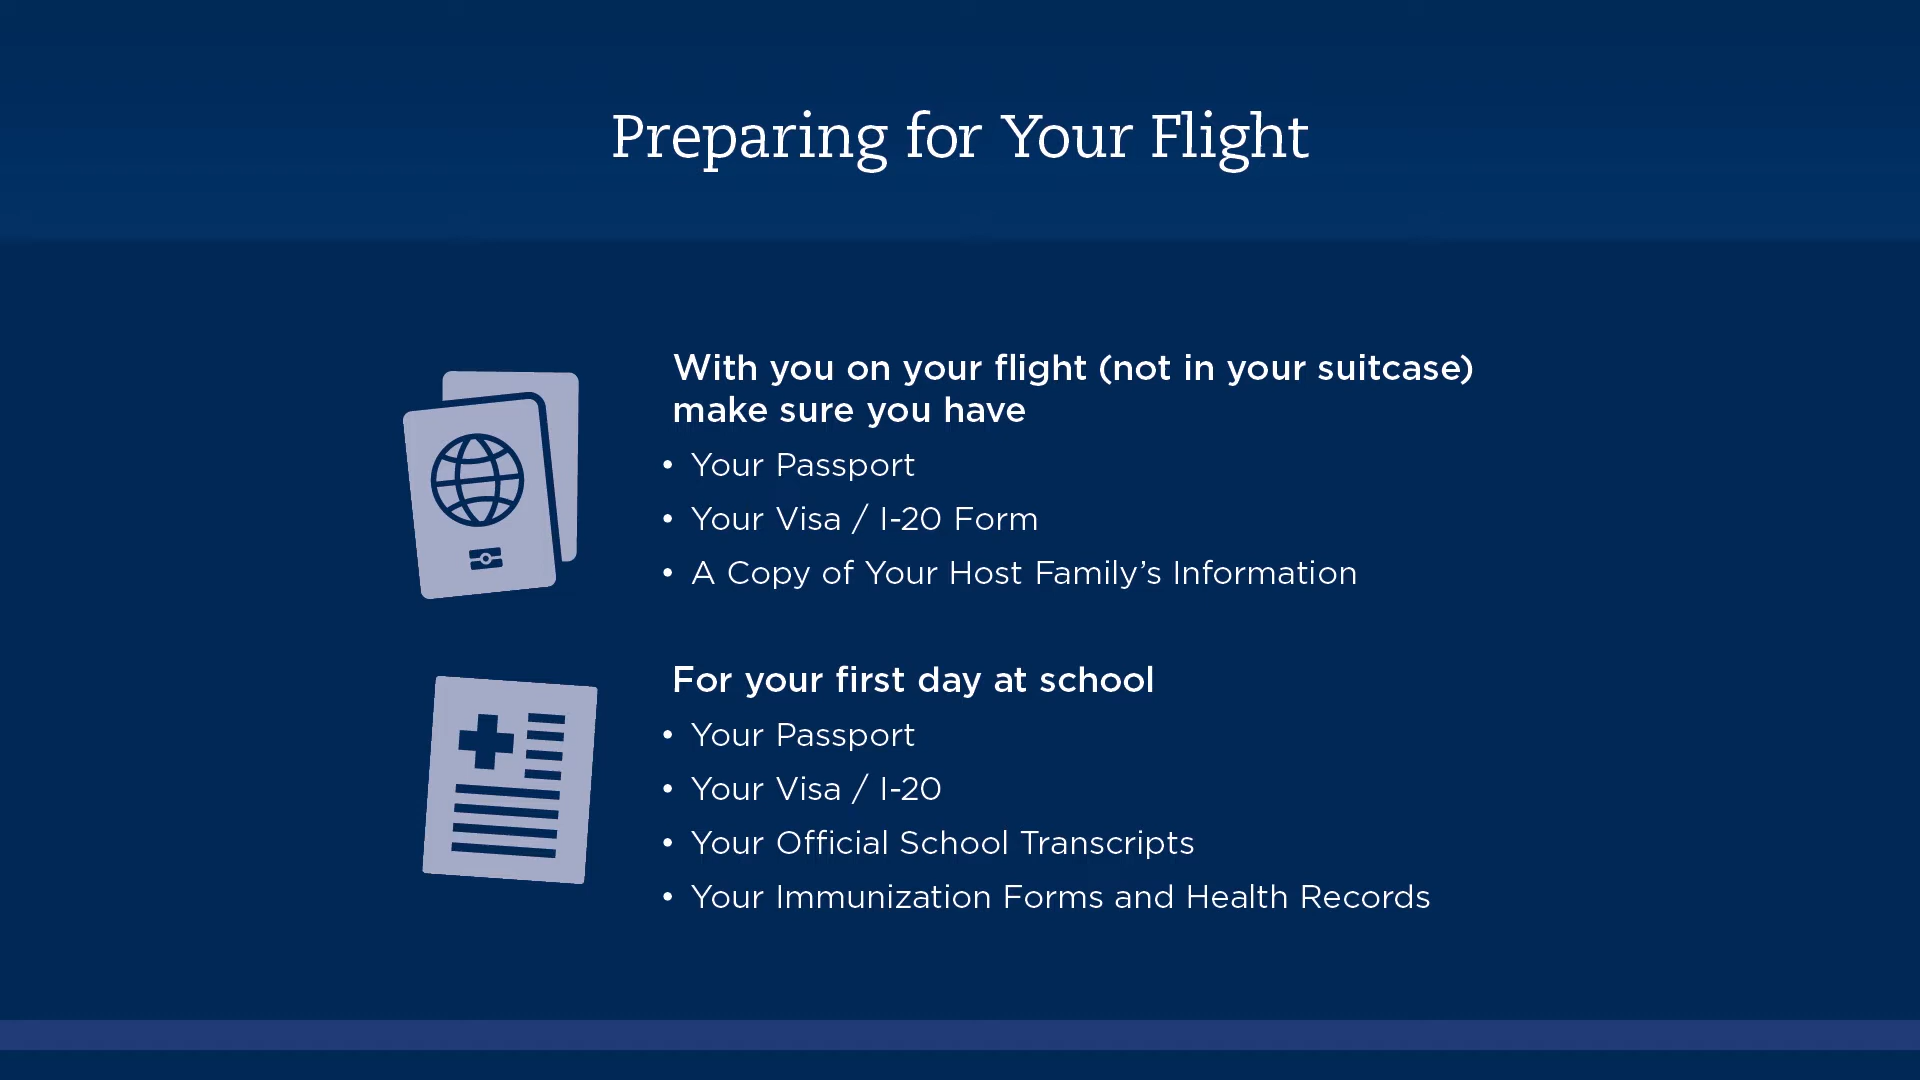 Preparing for Your Flight
With you on your flight (not in your suitcase)
make sure you have
• Your Passport
• Your Visa / I-20 Form
• A Copy of Your Host Family’s Information
For your first day at school
• Your Passport
• Your Visa / I-20
• Your Official School Transcripts
• Your Immunization Forms and Health Records